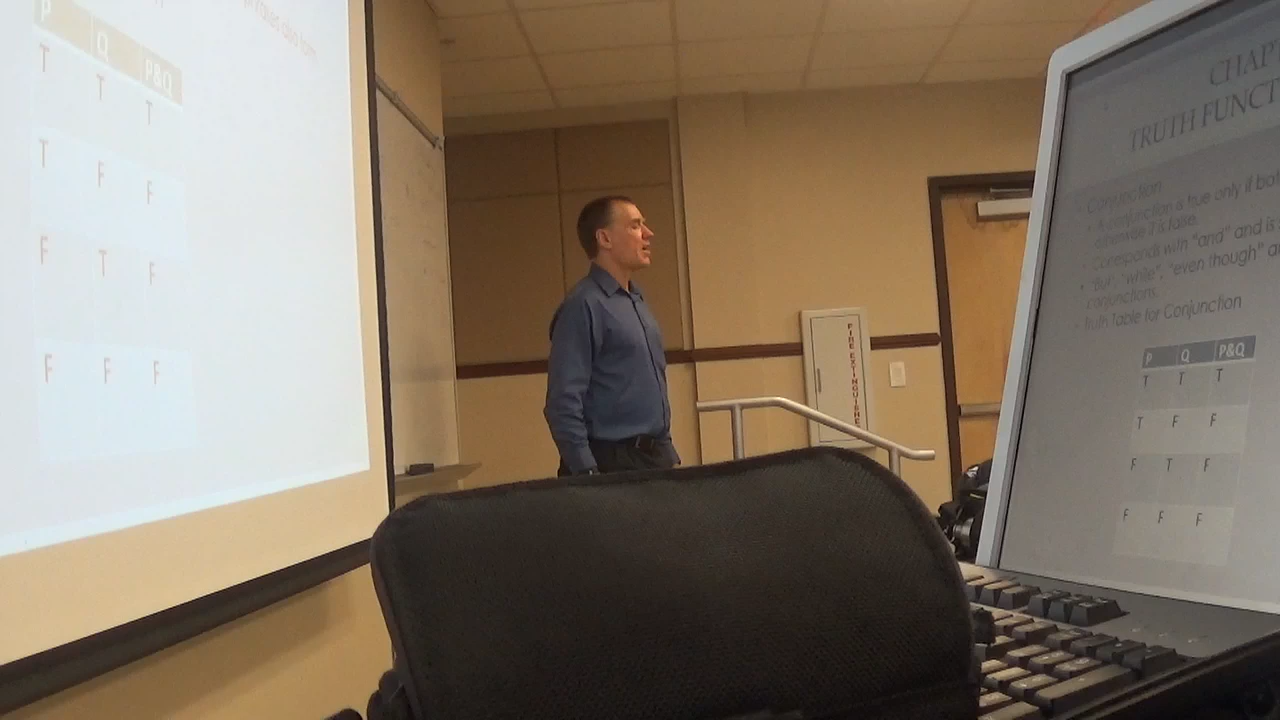 P Q P&Q
T T T
T F F
F T F
F F F
FIRE EXTINGUISHE
CHAP
TRUTH FUNCT
Conjunction
A conjunction is true only if bot
otherwise it is false.
Corresponds with "and" and is
"But", "while", "even though" a
conjunctions.
Truth Table for Conjunction
P Q P&Q
T T T
T F F
F T F
F F F